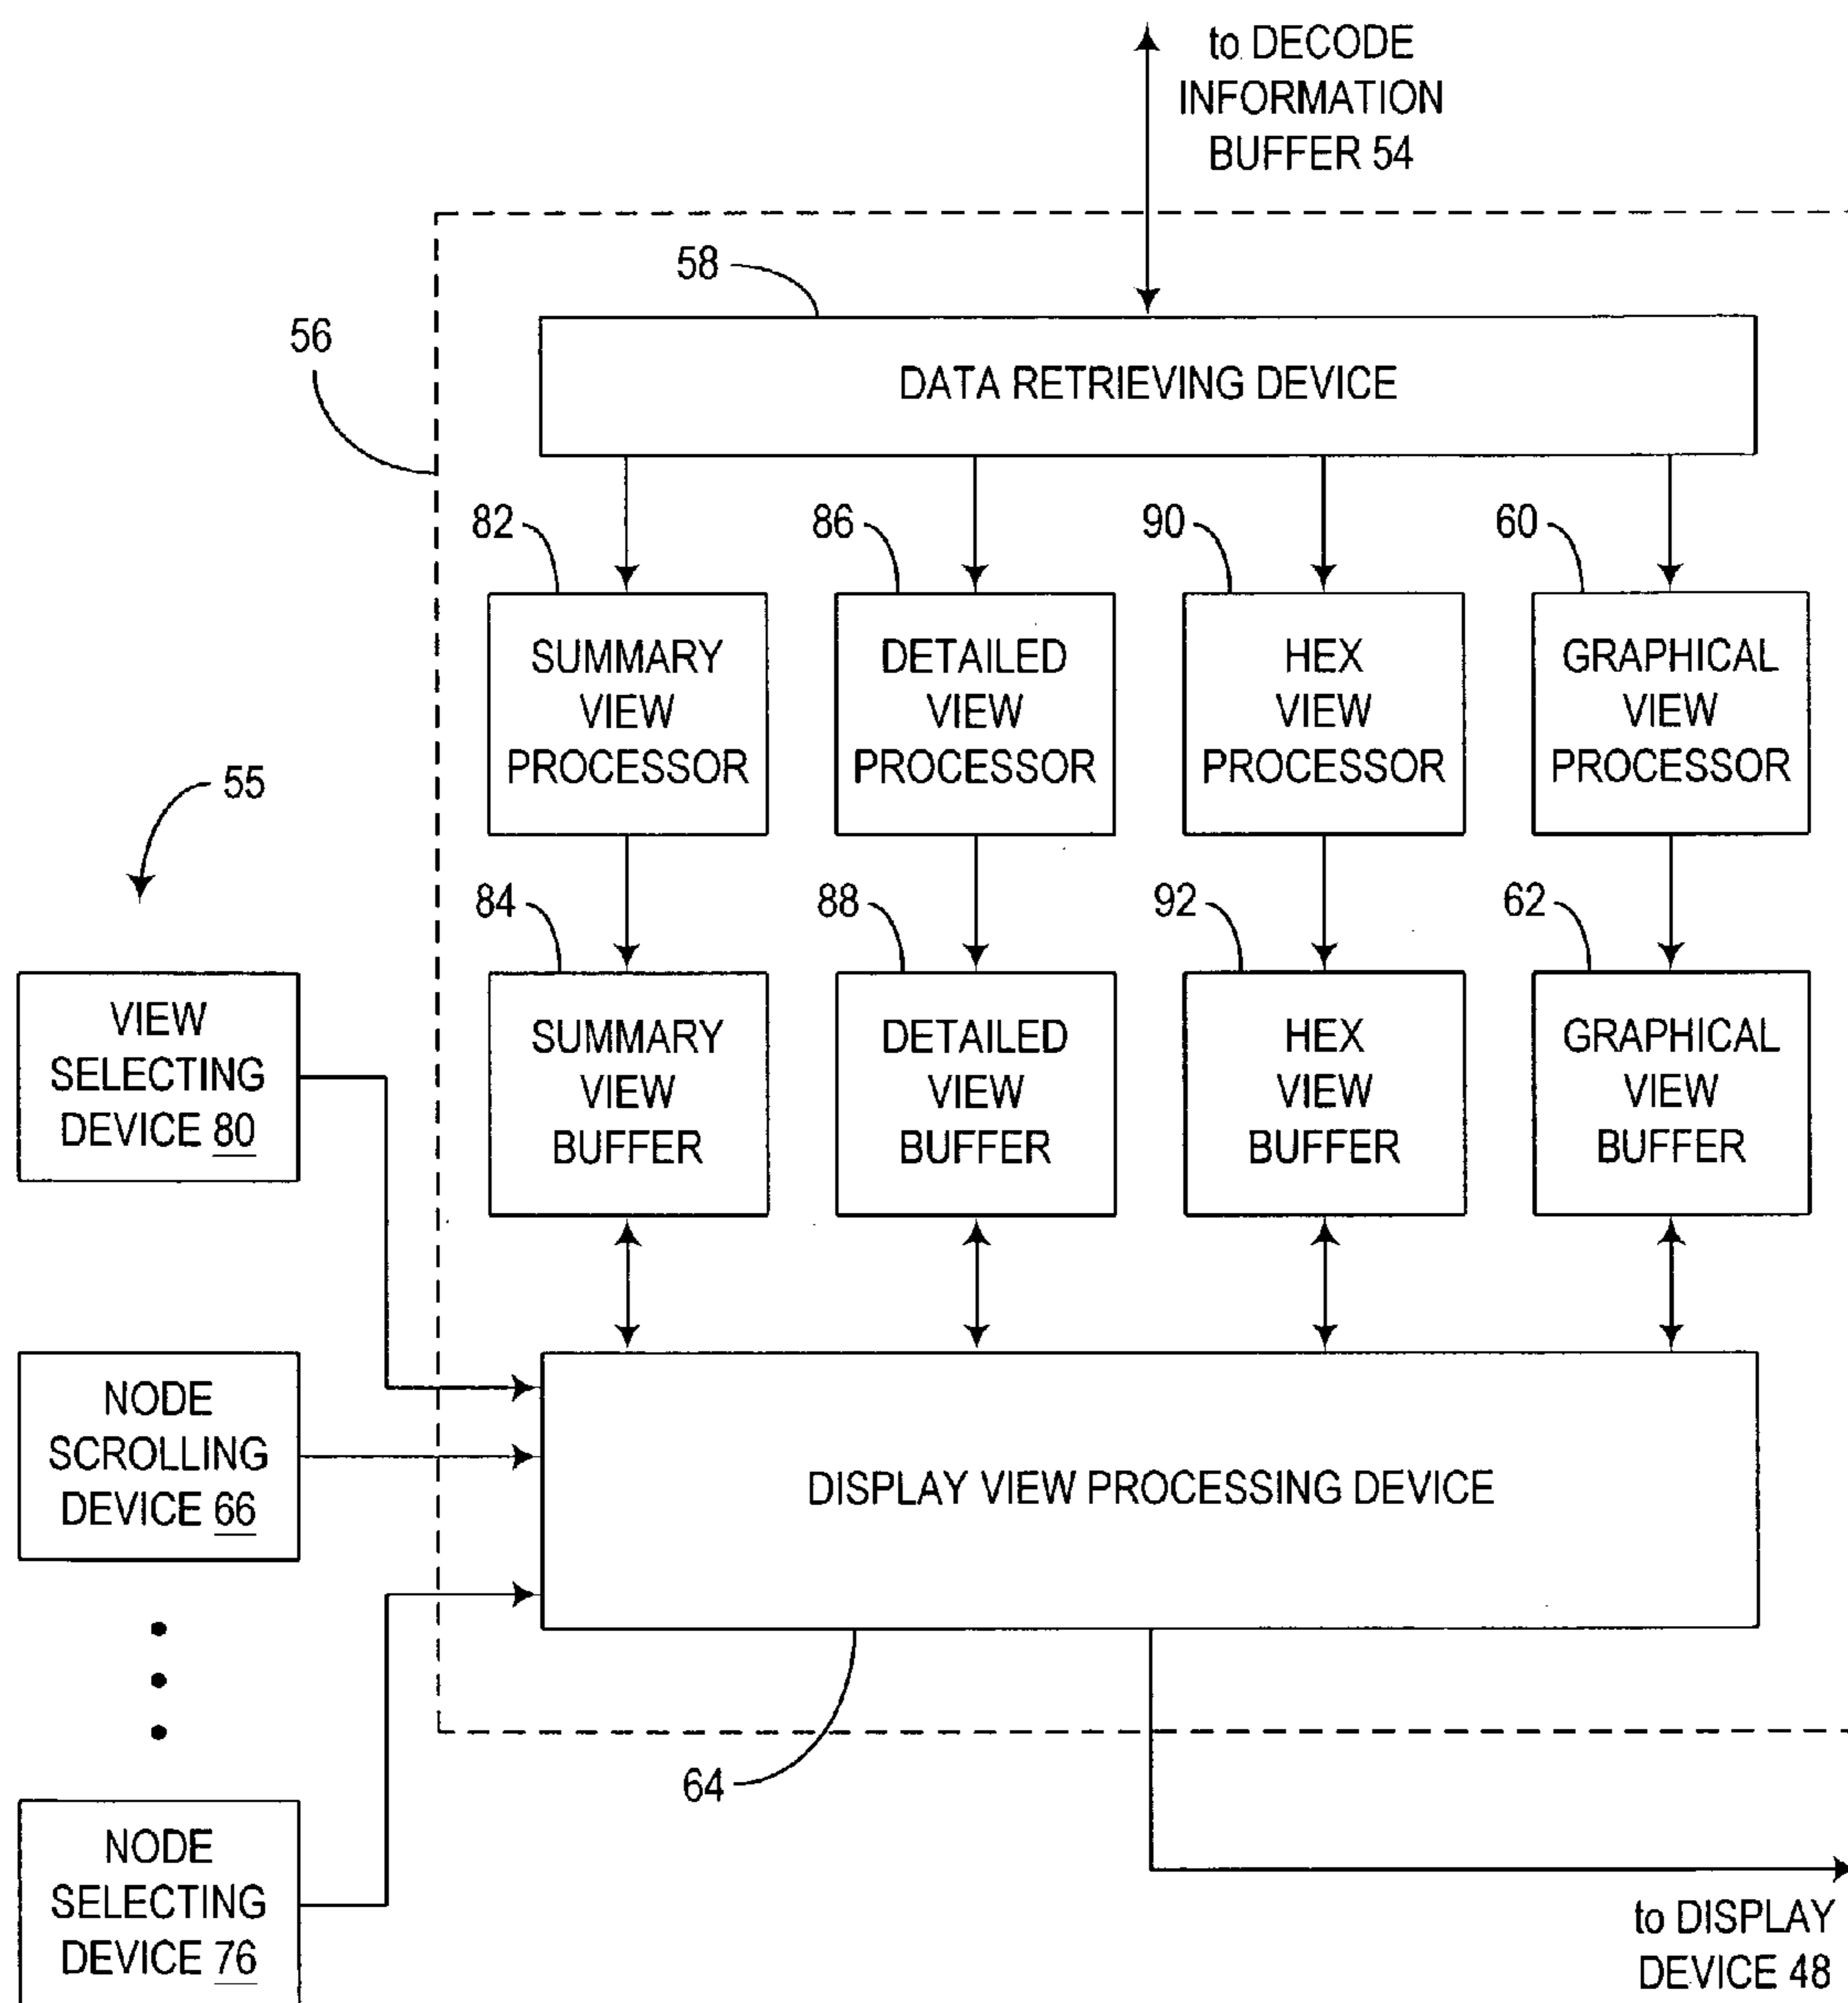 to DECODE
INFORMATION
BUFFER 54
58
56
DATA RETRIEVING DEVICE
82
86
90
60
SUMMARY
VIEW
PROCESSOR
DETAILED
VIEW
PROCESSOR
HEX
VIEW
PROCESSOR
GRAPHICAL
VIEW
PROCESSOR
55
84
88
92
62
VIEW
SELECTING
DEVICE 80
SUMMARY
VIEW
BUFFER
DETAILED
VIEW
BUFFER
HEX
VIEW
BUFFER
GRAPHICAL
VIEW
BUFFER
NODE
SCROLLING
DEVICE 66
DISPLAY VIEW PROCESSING DEVICE
64
NODE
SELECTING
DEVICE 76
to DISPLAY
DEVICE 48